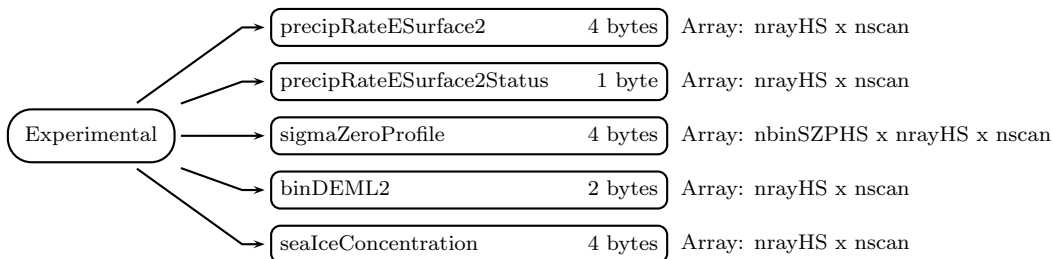 precipRateESurface2 4 bytes Array: nrayHS x nscan
precipRateESurface2Status 1 byte Array: nrayHS x nscan
Experimental
sigmaZeroProfile 4 bytes Array: nbinSZPHS x nrayHS x nscan
binDEML2 2 bytes Array: nrayHS x nscan
seaIceConcentration 4 bytes Array: nrayHS x nscan